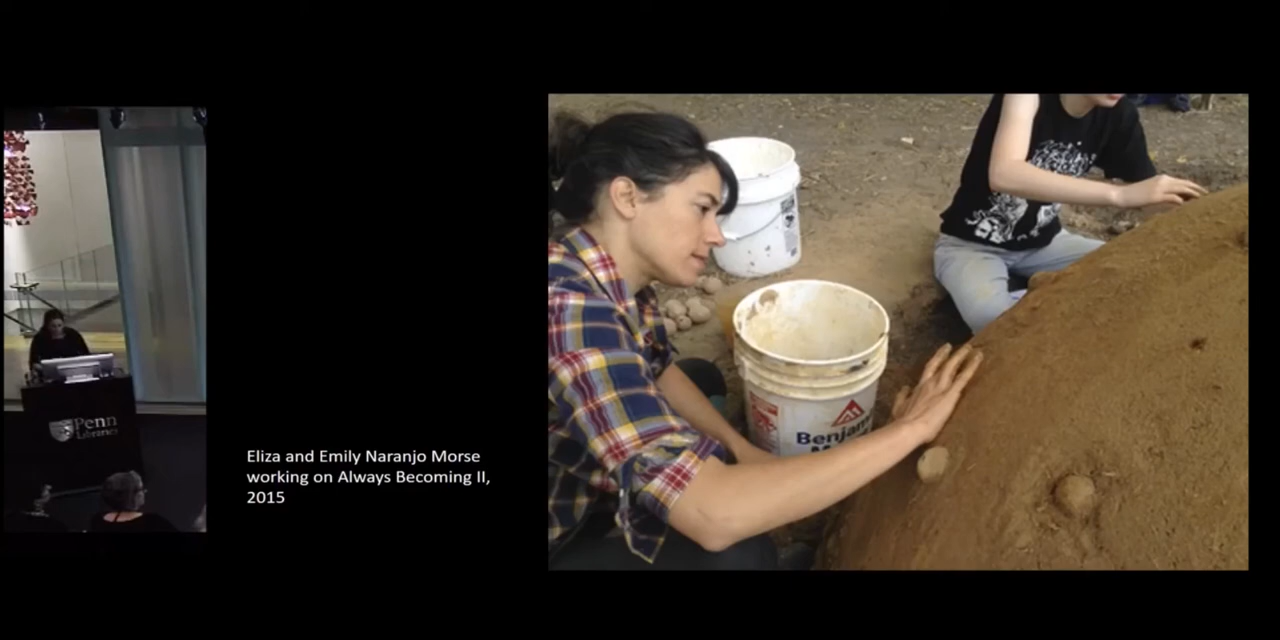 Penn
Libraries
Eliza and Emily Naranjo Morse
working on Always Becoming II,
2015
Benjam